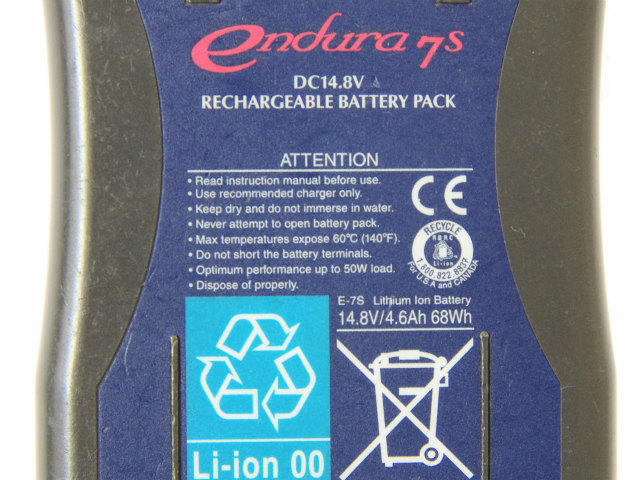 endura 7s
DC14.8V
RECHARGEABLE BATTERY PACK
ATTENTION
• Read instruction manual before use.
• Use recommended charger only.
• Keep dry and do not immerse in water.
• Never attempt to open battery pack.
• Max temperatures expose 60°C (140°F).
• Do not short the battery terminals.
• Optimum performance up to 50W load.
• Dispose of properly.
CE
RECYCLE
RBRC
Li-ion
1.800.822.8837
For U.S.A and CANADA
E-7S Lithium Ion Battery
14.8V/4.6Ah 68Wh
Li-ion 00